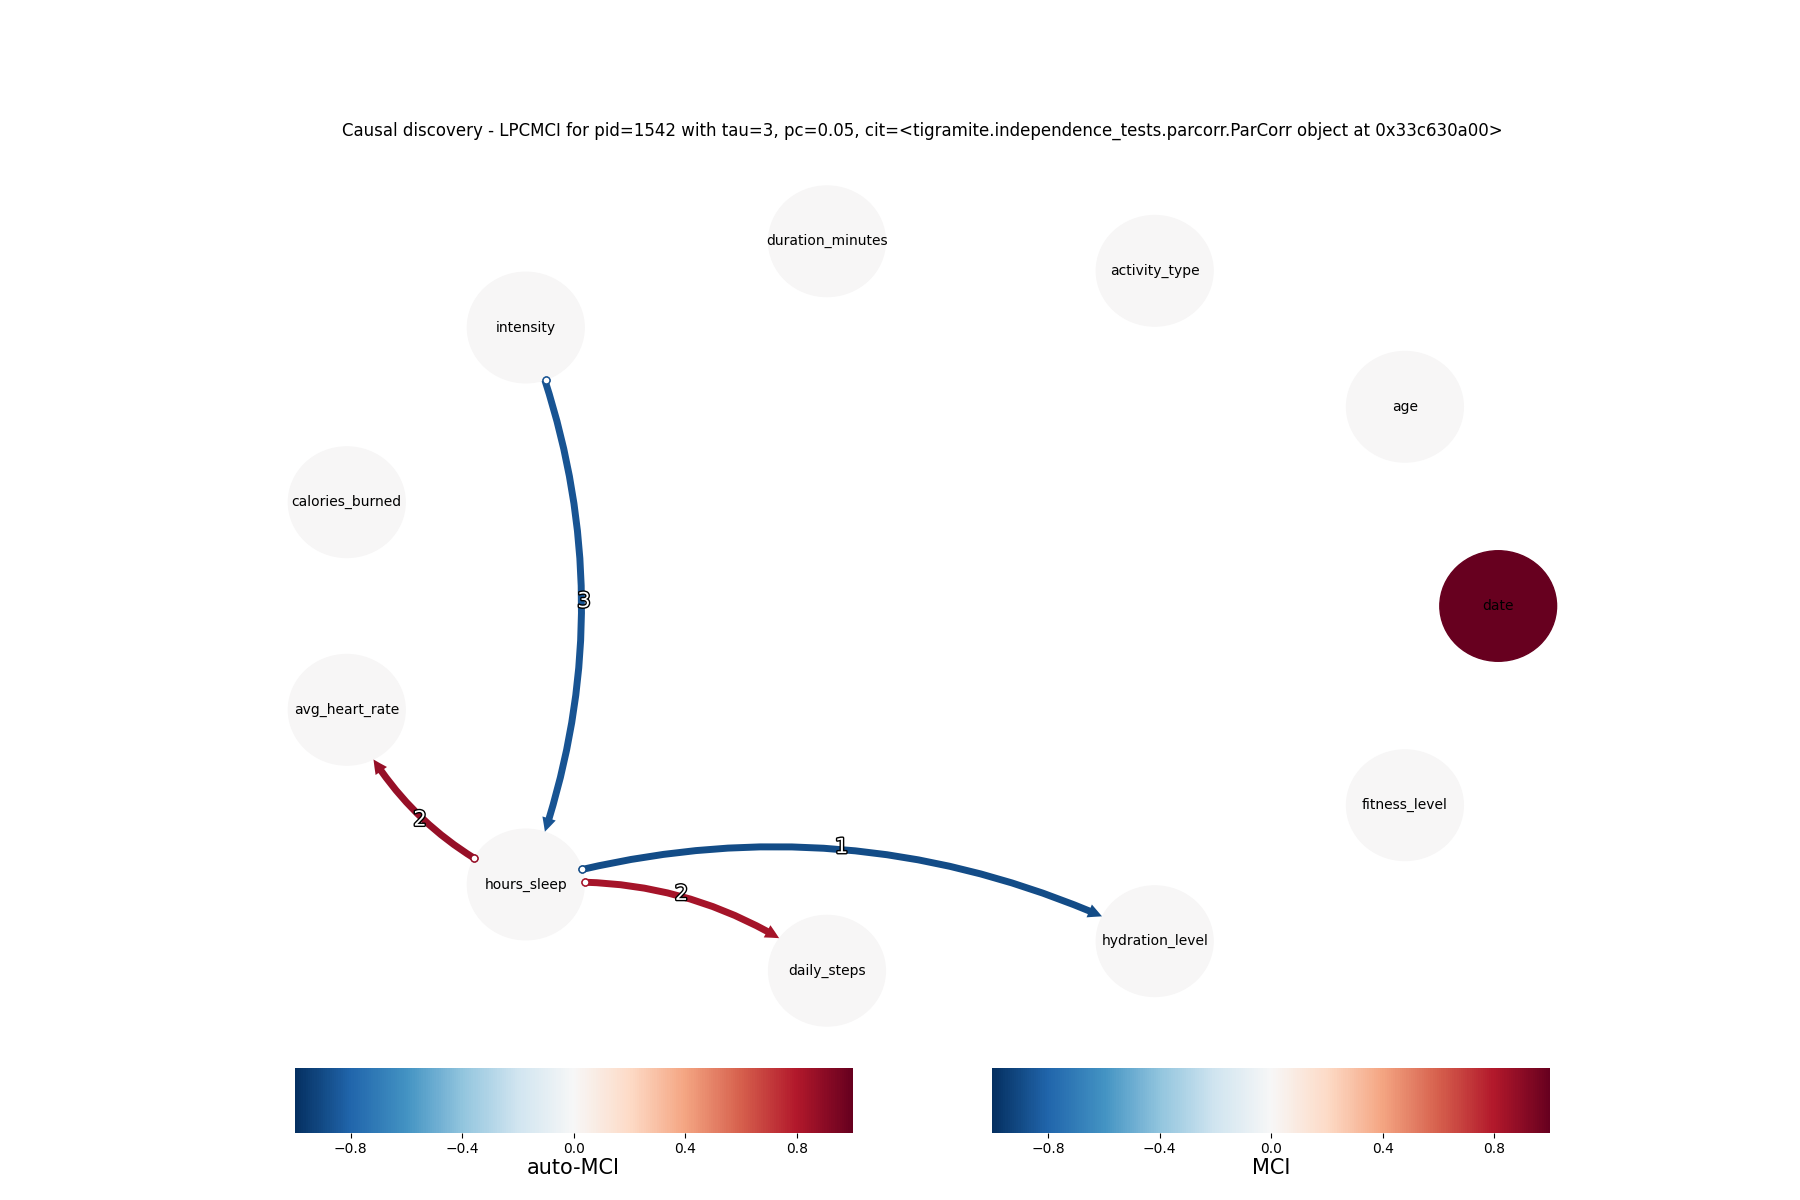 Causal discovery - LPCMCI for pid=1542 with tau=3, pc=0.05, cit=<tigramite.independence_tests.parcorr.ParCorr object at 0x33c630a00>
duration_minutes
activity_type
intensity
age
calories_burned
3
date
avg_heart_rate
fitness_level
2
1
hours_sleep
2
hydration_level
daily_steps
−0.8 −0.4 0.0 0.4 0.8
auto-MCI
−0.8 −0.4 0.0 0.4 0.8
MCI